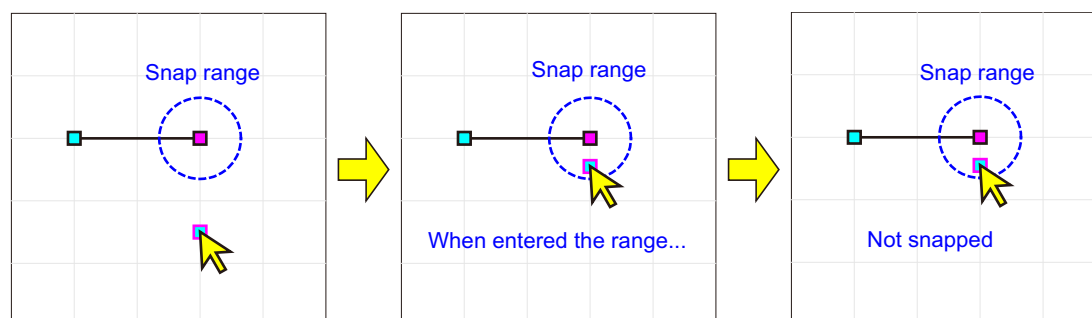 Snap range
When entered the range...
Snap range
Snap range
Not snapped